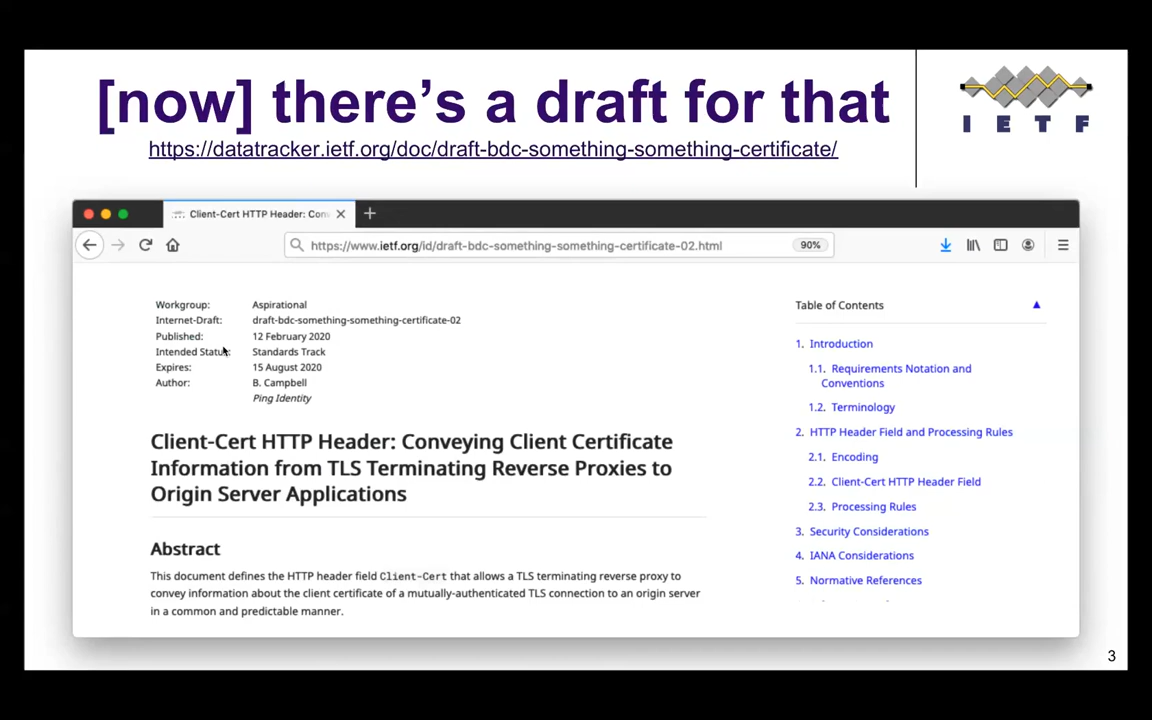 [now] there's a draft for that
https://datatracker.ietf.org/doc/draft-bdc-something-something-certificate/
I E T F
Client-Cert HTTP Header: Con
https://www.ietf.org/id/draft-bdc-something-something-certificate-02.html
90%
Workgroup: Aspirational
Internet-Draft: draft-bdc-something-something-certificate-02
Published: 12 February 2020
Intended Status: Standards Track
Expires: 15 August 2020
Author: B. Campbell
Ping Identity
Client-Cert HTTP Header: Conveying Client Certificate
Information from TLS Terminating Reverse Proxies to
Origin Server Applications
Abstract
This document defines the HTTP header field Client-Cert that allows a TLS terminating reverse proxy to
convey information about the client certificate of a mutually-authenticated TLS connection to an origin server
in a common and predictable manner.
Table of Contents
1. Introduction
1.1. Requirements Notation and
Conventions
1.2. Terminology
2. HTTP Header Field and Processing Rules
2.1. Encoding
2.2. Client-Cert HTTP Header Field
2.3. Processing Rules
3. Security Considerations
4. IANA Considerations
5. Normative References
3